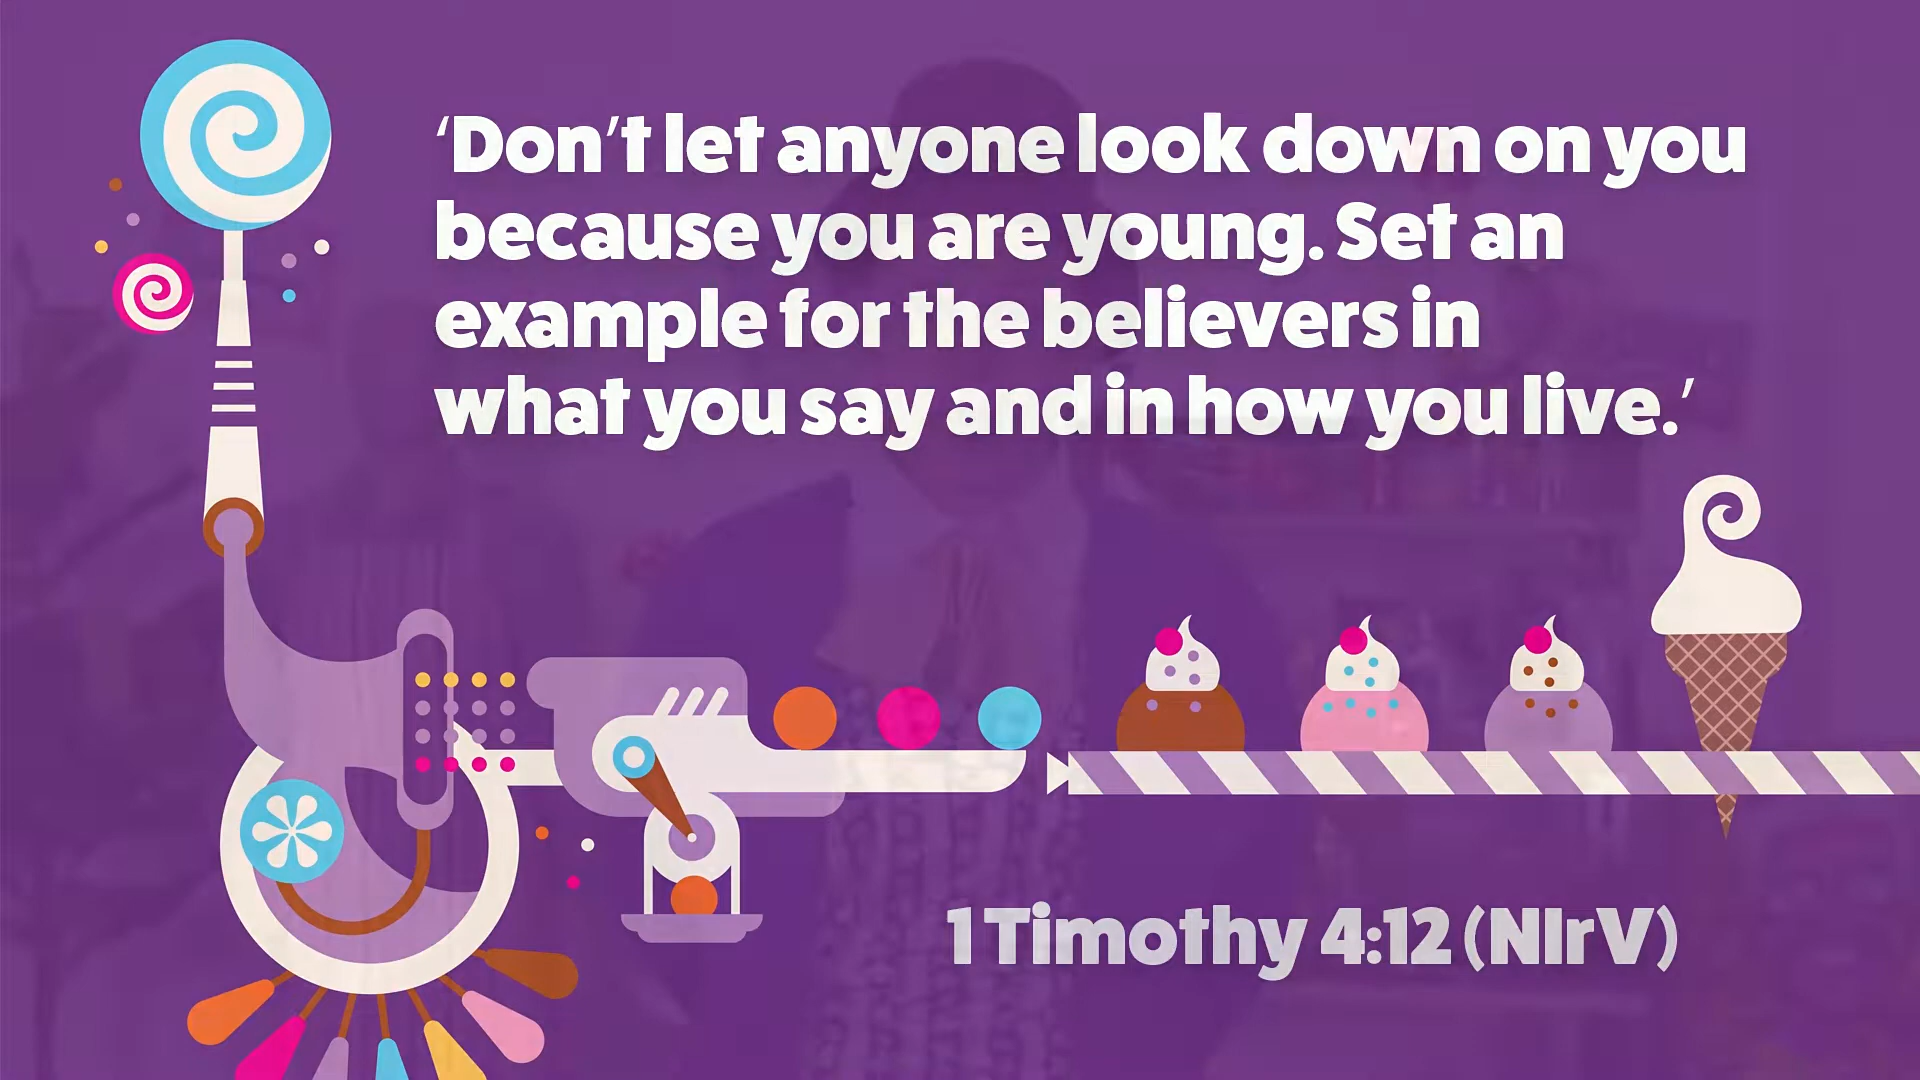 ‘Don’t let anyone look down on you
because you are young. Set an
example for the believers in
what you say and in how you live.’
1 Timothy 4:12 (NIrV)